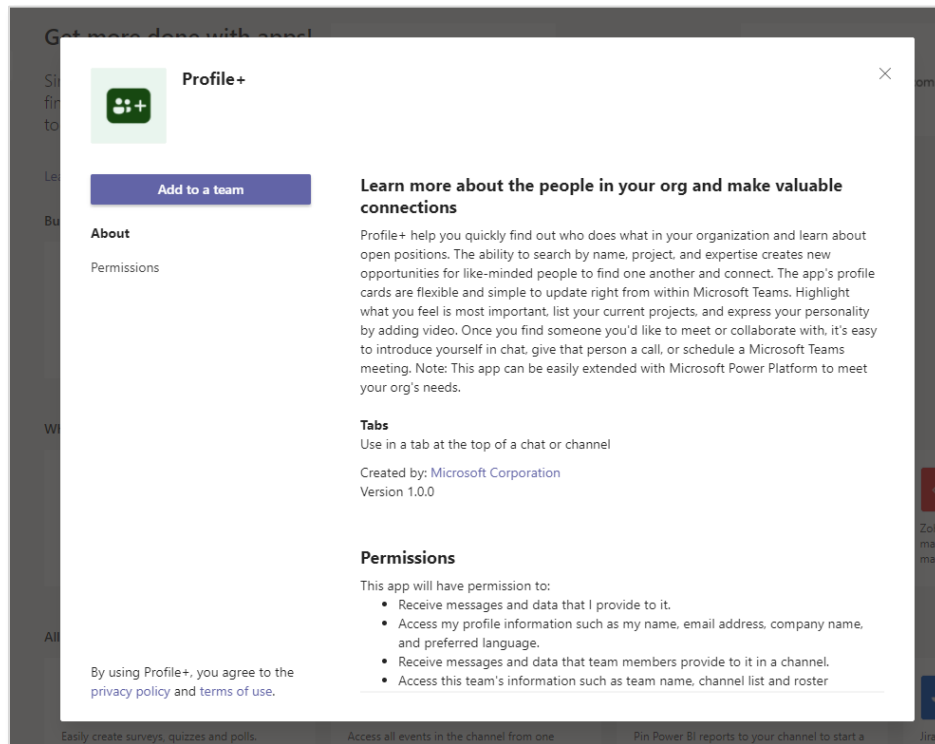 Get more done with apps!
Profile+
Add to a team
About
Permissions
Learn more about the people in your org and make valuable
connections
Profile+ help you quickly find out who does what in your organization and learn about
open positions. The ability to search by name, project, and expertise creates new
opportunities for like-minded people to find one another and connect. The app's profile
cards are flexible and simple to update right from within Microsoft Teams. Highlight
what you feel is most important, list your current projects, and express your personality
by adding video. Once you find someone you'd like to meet or collaborate with, it's easy
to introduce yourself in chat, give that person a call, or schedule a Microsoft Teams
meeting. Note: This app can be easily extended with Microsoft Power Platform to meet
your org's needs.
Tabs
Use in a tab at the top of a chat or channel
Created by: Microsoft Corporation
Version 1.0.0
Permissions
This app will have permission to:
• Receive messages and data that I provide to it.
• Access my profile information such as my name, email address, company name,
and preferred language.
• Receive messages and data that team members provide to it in a channel.
• Access this team's information such as team name, channel list and roster
By using Profile+, you agree to the
privacy policy and terms of use.
Easily create surveys, quizzes and polls.
Access all events in the channel from one
Pin Power BI reports to your channel to start a